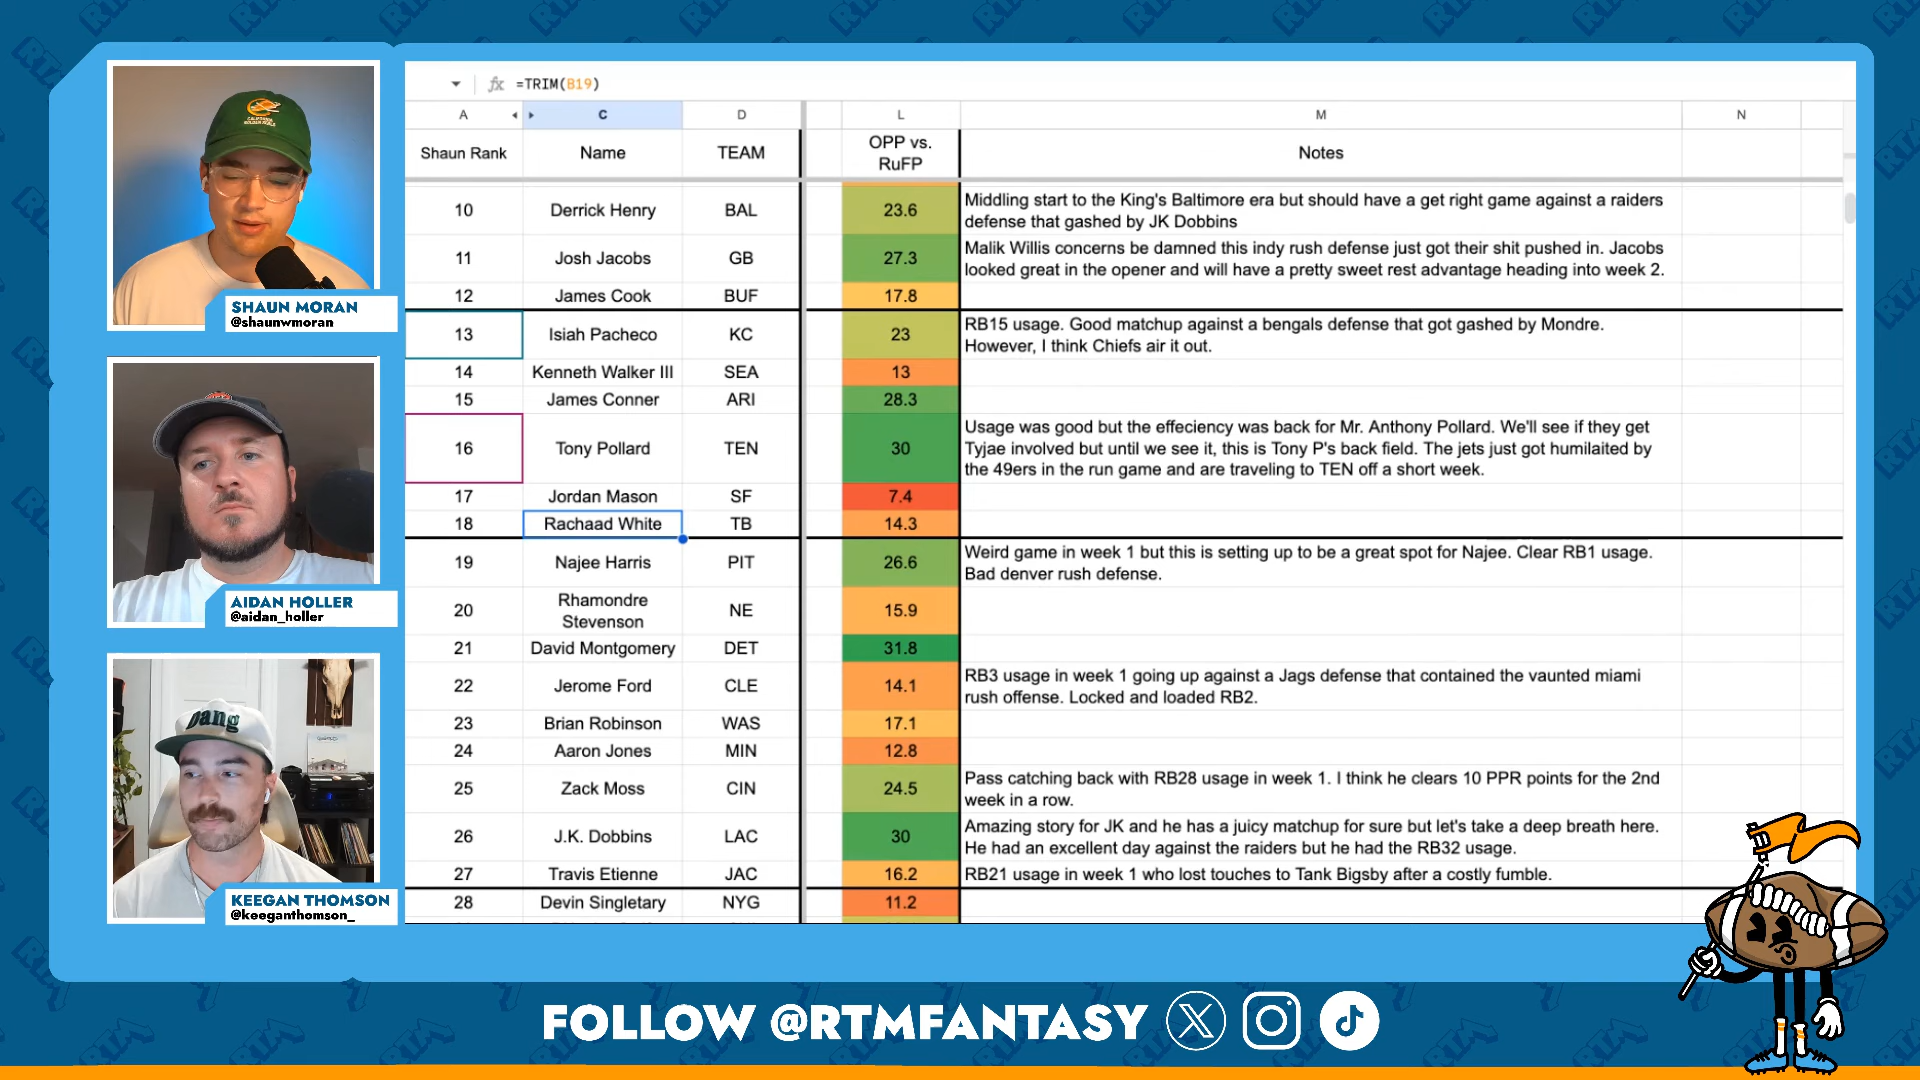 fx =TRIM(B19)
A C D L M N
Shaun Rank Name TEAM OPP vs. RuFP Notes
10 Derrick Henry BAL 23.6 Middling start to the King's Baltimore era but should have a get right game against a raiders
defense that gashed by JK Dobbins
11 Josh Jacobs GB 27.3 Malik Willis concerns be damned this indy rush defense just got their shit pushed in. Jacobs
looked great in the opener and will have a pretty sweet rest advantage heading into week 2.
12 James Cook BUF 17.8
13 Isiah Pacheco KC 23 RB15 usage. Good matchup against a bengals defense that got gashed by Mondre.
However, I think Chiefs air it out.
14 Kenneth Walker III SEA 13
15 James Conner ARI 28.3
16 Tony Pollard TEN 30 Usage was good but the effeciency was back for Mr. Anthony Pollard. We'll see if they get
Tyjae involved but until we see it, this is Tony P's back field. The jets just got humilaited by
the 49ers in the run game and are traveling to TEN off a short week.
17 Jordan Mason SF 7.4
18 Rachaad White TB 14.3
19 Najee Harris PIT 26.6 Weird game in week 1 but this is setting up to be a great spot for Najee. Clear RB1 usage.
Bad denver rush defense.
20 Rhamondre Stevenson NE 15.9
21 David Montgomery DET 31.8
22 Jerome Ford CLE 14.1 RB3 usage in week 1 going up against a Jags defense that contained the vaunted miami
rush offense. Locked and loaded RB2.
23 Brian Robinson WAS 17.1
24 Aaron Jones MIN 12.8
25 Zack Moss CIN 24.5 Pass catching back with RB28 usage in week 1. I think he clears 10 PPR points for the 2nd
week in a row.
26 J.K. Dobbins LAC 30 Amazing story for JK and he has a juicy matchup for sure but let's take a deep breath here.
He had an excellent day against the raiders but he had the RB32 usage.
27 Travis Etienne JAC 16.2 RB21 usage in week 1 who lost touches to Tank Bigsby after a costly fumble.
28 Devin Singletary NYG 11.2
SHAUN MORAN
@shaunwmoran
AIDAN HOLLER
@aidan_holler
Dang
KEEGAN THOMSON
@keeganthomson_
FOLLOW @RTMFANTASY
RTM